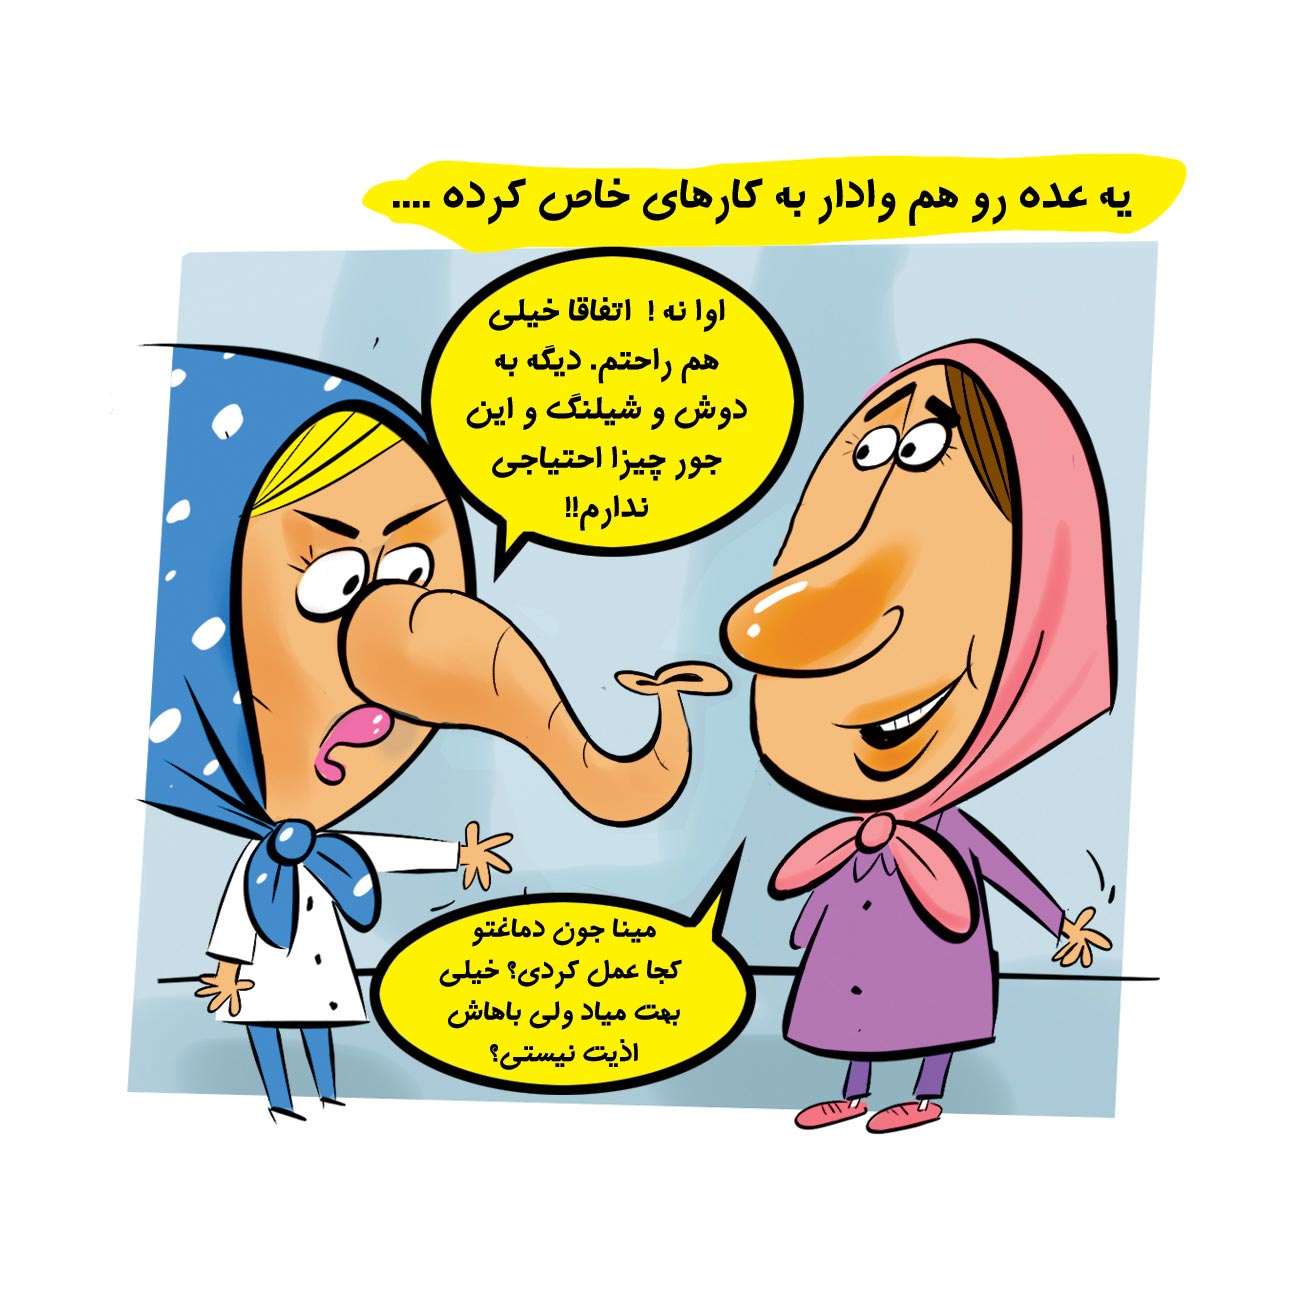 یه عده رو هم وادار به کارهای خاص کرده ....
اوا نه ! اتفاقا خیلی
هم راحتم. دیگه به
دوش و شیلنگ و این
جور چیزا احتیاجی
ندارم!!
مینا جون دماغتو
کجا عمل کردی؟ خیلی
بهت میاد ولی باهاش
اذیت نیستی؟